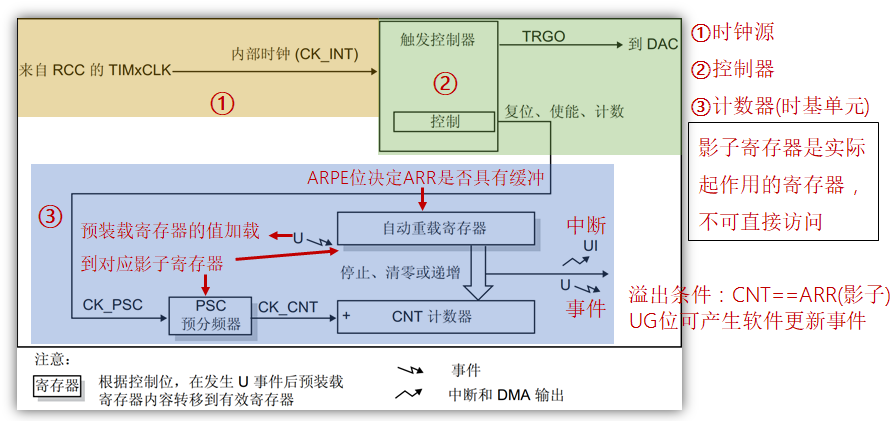 触发控制器
TRGO
到 DAC
①时钟源
内部时钟 (CK_INT)
来自 RCC 的 TIMxCLK
②
②控制器
①
控制
复位、使能、计数
③计数器(时基单元)
影子寄存器是实际
起作用的寄存器，
不可直接访问
ARPE位决定ARR是否具有缓冲
③
预装载寄存器的值加载
到对应影子寄存器
U
自动重载寄存器
中断
UI
停止、清零或递增
U
事件
CK_PSC
PSC
预分频器
CK_CNT
+
CNT 计数器
溢出条件：CNT==ARR(影子)
UG位可产生软件更新事件
注意：
寄存器
根据控制位，在发生 U 事件后预装载
寄存器内容转移到有效寄存器
事件
中断和 DMA 输出